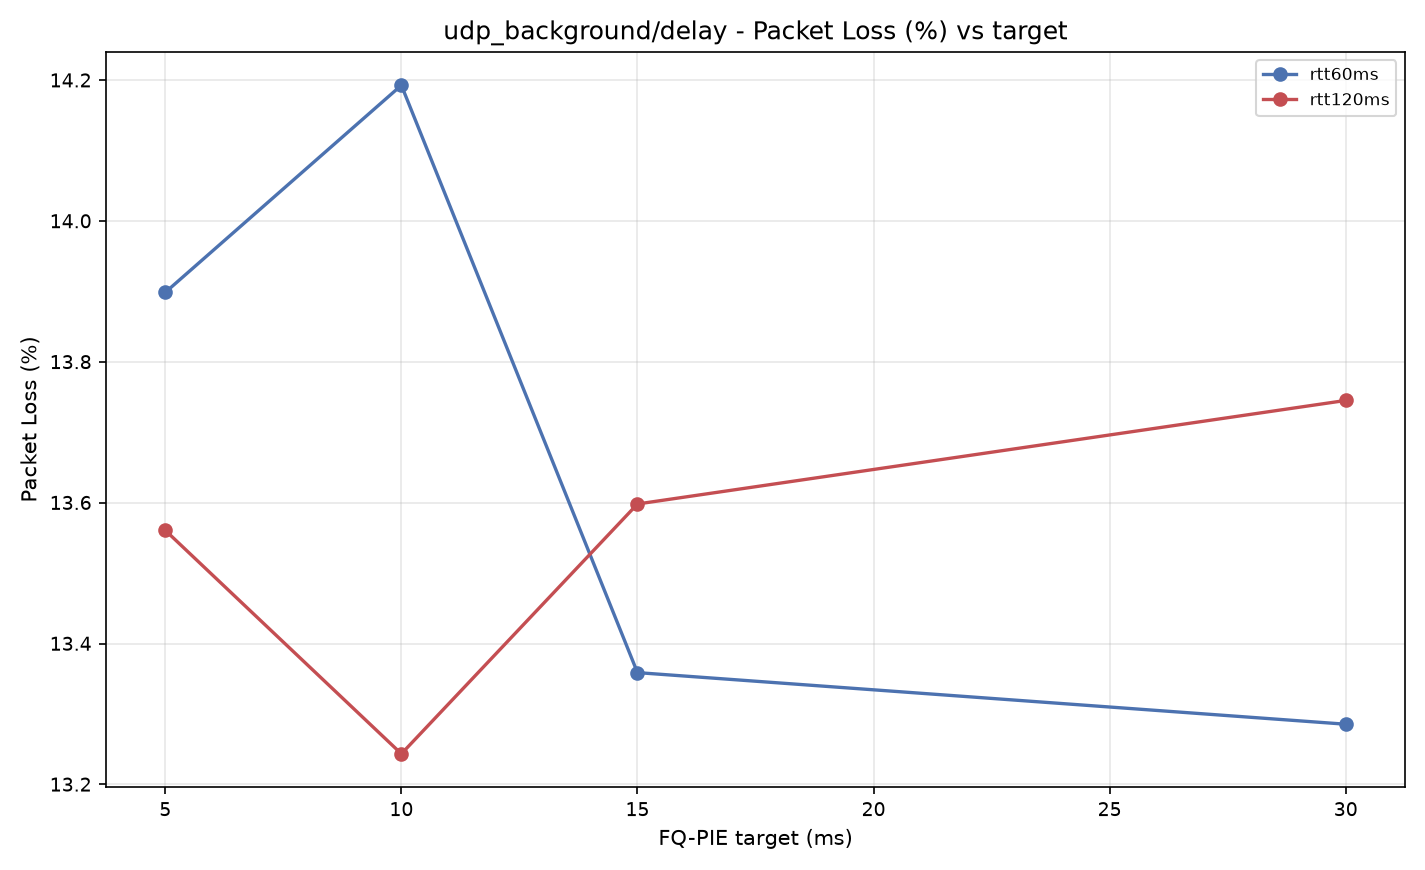 udp_background/delay - Packet Loss (%) vs target
rtt60ms
rtt120ms
Packet Loss (%)
14.2
14.0
13.8
13.6
13.4
13.2
5 10 15 20 25 30
FQ-PIE target (ms)